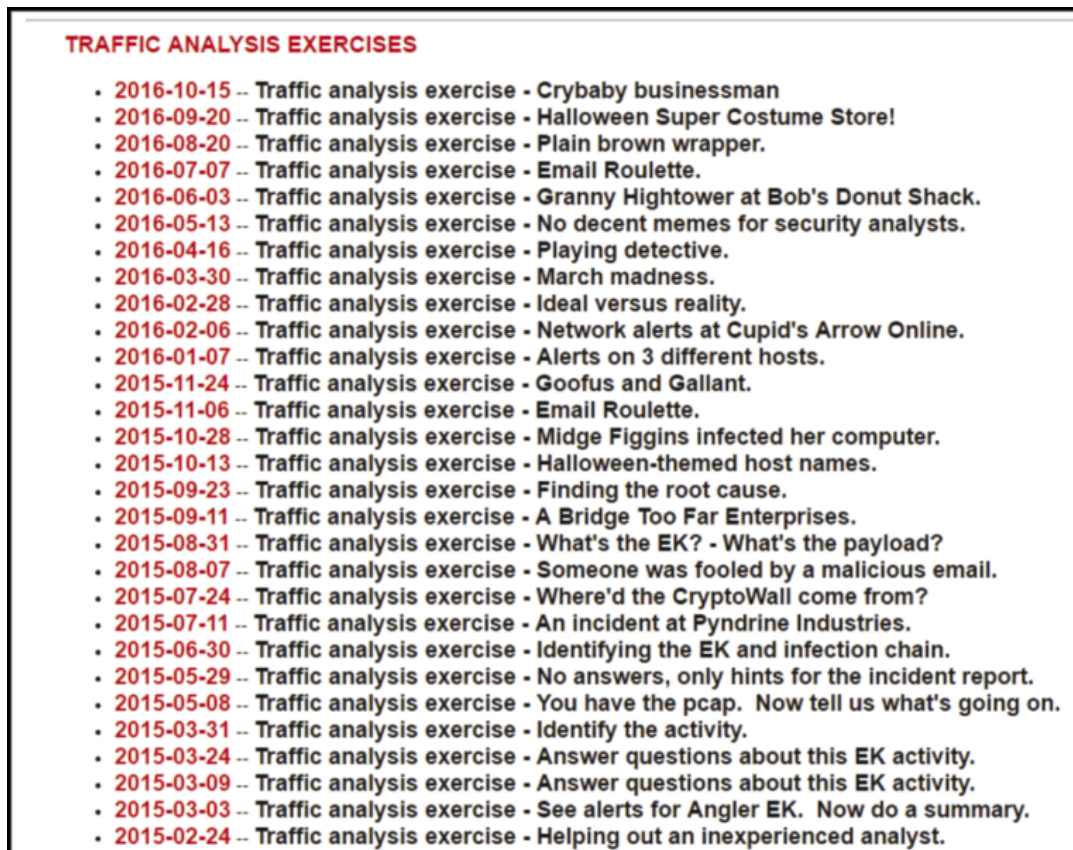 TRAFFIC ANALYSIS EXERCISES
• 2016-10-15 -- Traffic analysis exercise - Crybaby businessman
• 2016-09-20 -- Traffic analysis exercise - Halloween Super Costume Store!
• 2016-08-20 -- Traffic analysis exercise - Plain brown wrapper.
• 2016-07-07 -- Traffic analysis exercise - Email Roulette.
• 2016-06-03 -- Traffic analysis exercise - Granny Hightower at Bob's Donut Shack.
• 2016-05-13 -- Traffic analysis exercise - No decent memes for security analysts.
• 2016-04-16 -- Traffic analysis exercise - Playing detective.
• 2016-03-30 -- Traffic analysis exercise - March madness.
• 2016-02-28 -- Traffic analysis exercise - Ideal versus reality.
• 2016-02-06 -- Traffic analysis exercise - Network alerts at Cupid's Arrow Online.
• 2016-01-07 -- Traffic analysis exercise - Alerts on 3 different hosts.
• 2015-11-24 -- Traffic analysis exercise - Goofus and Gallant.
• 2015-11-06 -- Traffic analysis exercise - Email Roulette.
• 2015-10-28 -- Traffic analysis exercise - Midge Figgins infected her computer.
• 2015-10-13 -- Traffic analysis exercise - Halloween-themed host names.
• 2015-09-23 -- Traffic analysis exercise - Finding the root cause.
• 2015-09-11 -- Traffic analysis exercise - A Bridge Too Far Enterprises.
• 2015-08-31 -- Traffic analysis exercise - What's the EK? - What's the payload?
• 2015-08-07 -- Traffic analysis exercise - Someone was fooled by a malicious email.
• 2015-07-24 -- Traffic analysis exercise - Where'd the CryptoWall come from?
• 2015-07-11 -- Traffic analysis exercise - An incident at Pyndrine Industries.
• 2015-06-30 -- Traffic analysis exercise - Identifying the EK and infection chain.
• 2015-05-29 -- Traffic analysis exercise - No answers, only hints for the incident report.
• 2015-05-08 -- Traffic analysis exercise - You have the pcap.  Now tell us what's going on.
• 2015-03-31 -- Traffic analysis exercise - Identify the activity.
• 2015-03-24 -- Traffic analysis exercise - Answer questions about this EK activity.
• 2015-03-09 -- Traffic analysis exercise - Answer questions about this EK activity.
• 2015-03-03 -- Traffic analysis exercise - See alerts for Angler EK.  Now do a summary.
• 2015-02-24 -- Traffic analysis exercise - Helping out an inexperienced analyst.